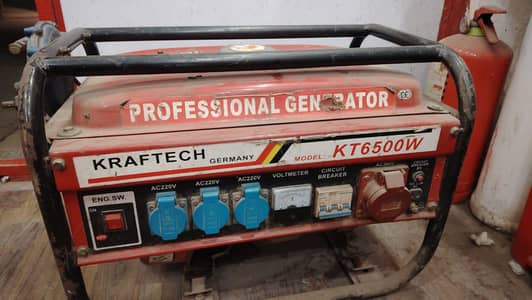 PROFESSIONAL GENERATOR
KRAFTECH GERMANY MODEL: KT6500W
ENG.SW.
AC220V AC220V AC220V VOLTMETER CIRCUIT BREAKER